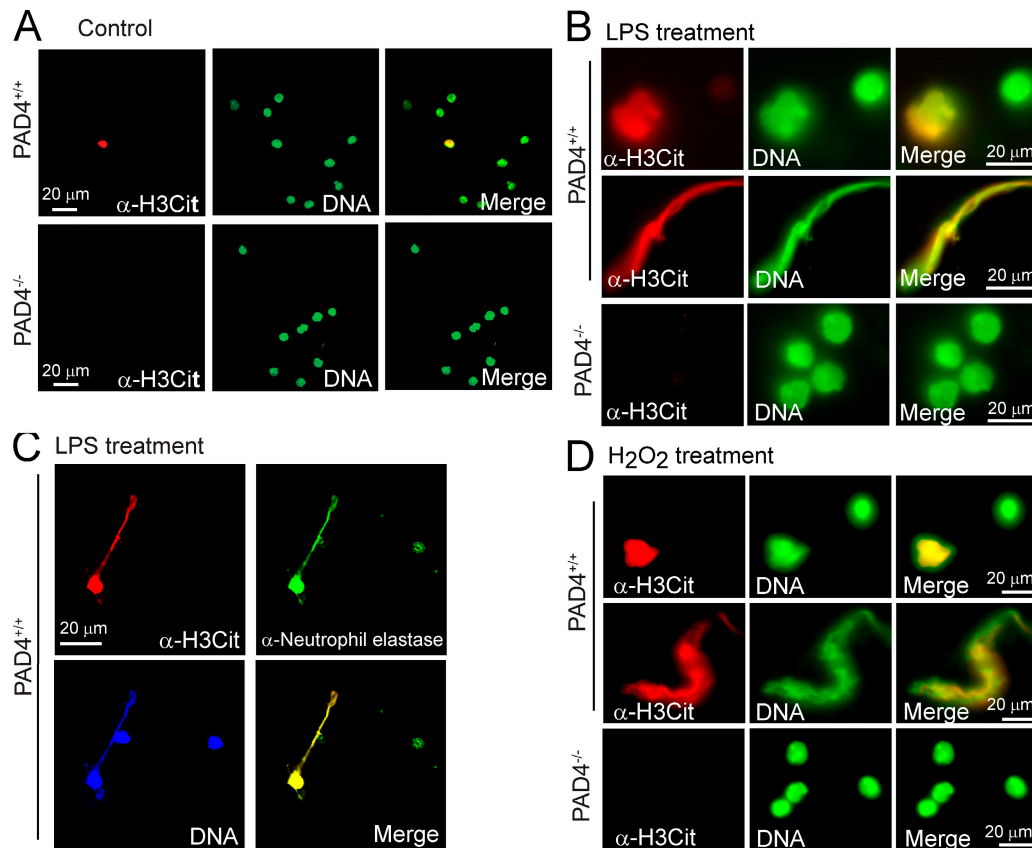 A Control
PAD4+/+
20 μm
α-H3Cit
DNA
Merge
PAD4-/-
20 μm
α-H3Cit
DNA
Merge
B LPS treatment
PAD4+/+
α-H3Cit
DNA
Merge
20 μm
α-H3Cit
DNA
Merge
20 μm
PAD4-/-
α-H3Cit
DNA
Merge
20 μm
C LPS treatment
PAD4+/+
20 μm
α-H3Cit
α-Neutrophil elastase
DNA
Merge
D H2O2 treatment
PAD4+/+
α-H3Cit
DNA
Merge
20 μm
α-H3Cit
DNA
Merge
20 μm
PAD4-/-
α-H3Cit
DNA
Merge
20 μm